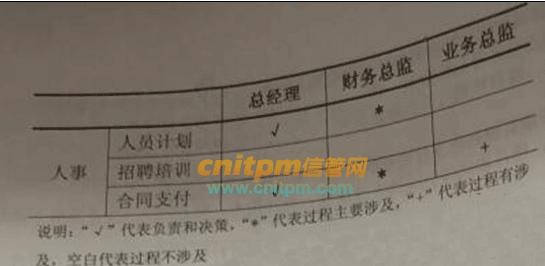 总经理 财务总监 业务总监
人事
人员计划 √ *
招聘培训
合同支付 √ * +
cnitpm信管网
www.cnitpm.com
说明：“√”代表负责和决策，“*”代表过程主要涉及，“+”代表过程有涉
及，空白代表过程不涉及